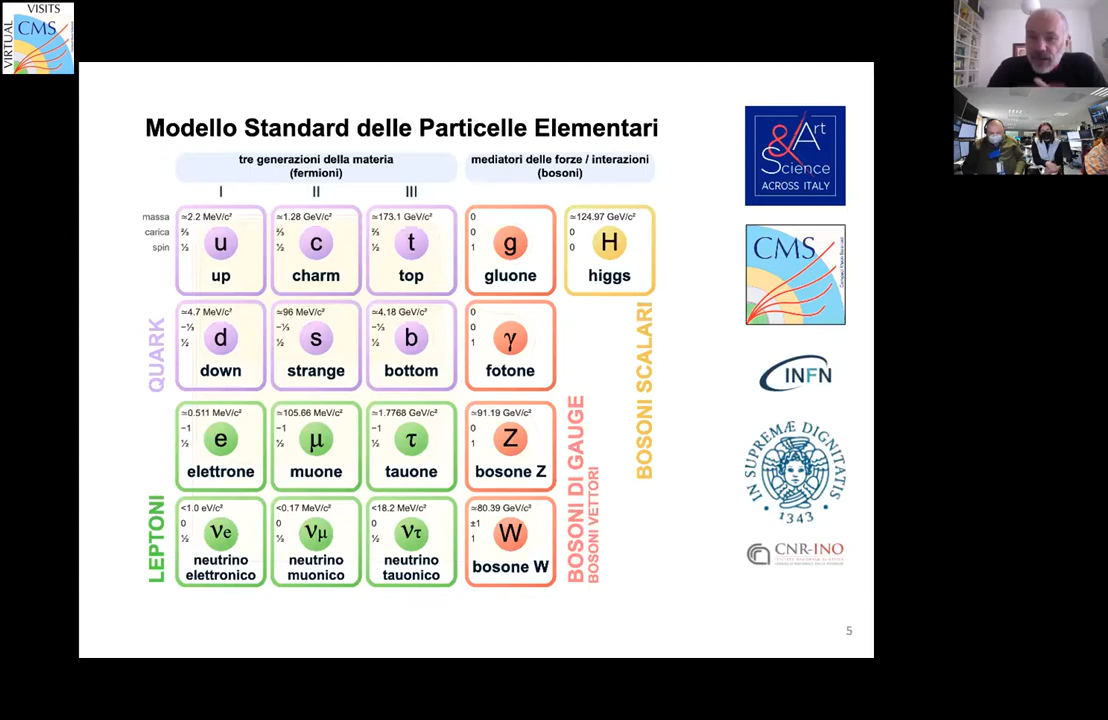 VIRTUAL
VISITS
CMS
Modello Standard delle Particelle Elementari
tre generazioni della materia
(fermioni)
mediatori delle forze / interazioni
(bosoni)
I
II
III
massa
carica
spin
≃2.2 MeV/c²
⅔
½
u
up
≃1.28 GeV/c²
⅔
½
c
charm
≃173.1 GeV/c²
⅔
½
t
top
0
0
1
g
gluone
≃124.97 GeV/c²
0
0
H
higgs
QUARK
≃4.7 MeV/c²
−⅓
½
d
down
≃96 MeV/c²
−⅓
½
s
strange
≃4.18 GeV/c²
−⅓
½
b
bottom
0
0
1
γ
fotone
BOSONI SCALARI
≃0.511 MeV/c²
−1
½
e
elettrone
≃105.66 MeV/c²
−1
½
μ
muone
≃1.7768 GeV/c²
−1
½
τ
tauone
≃91.19 GeV/c²
0
1
Z
bosone Z
BOSONI DI GAUGE
BOSONI VETTORI
LEPTONI
<1.0 eV/c²
0
½
νe
neutrino
elettronico
<0.17 MeV/c²
0
½
νμ
neutrino
muonico
<18.2 MeV/c²
0
½
ντ
neutrino
tauonico
≃80.39 GeV/c²
±1
1
W
bosone W
&Art
Science
ACROSS ITALY
CMS
INFN
IN SUPREMÆ DIGNITATIS
·1343·
CNR-INO
5